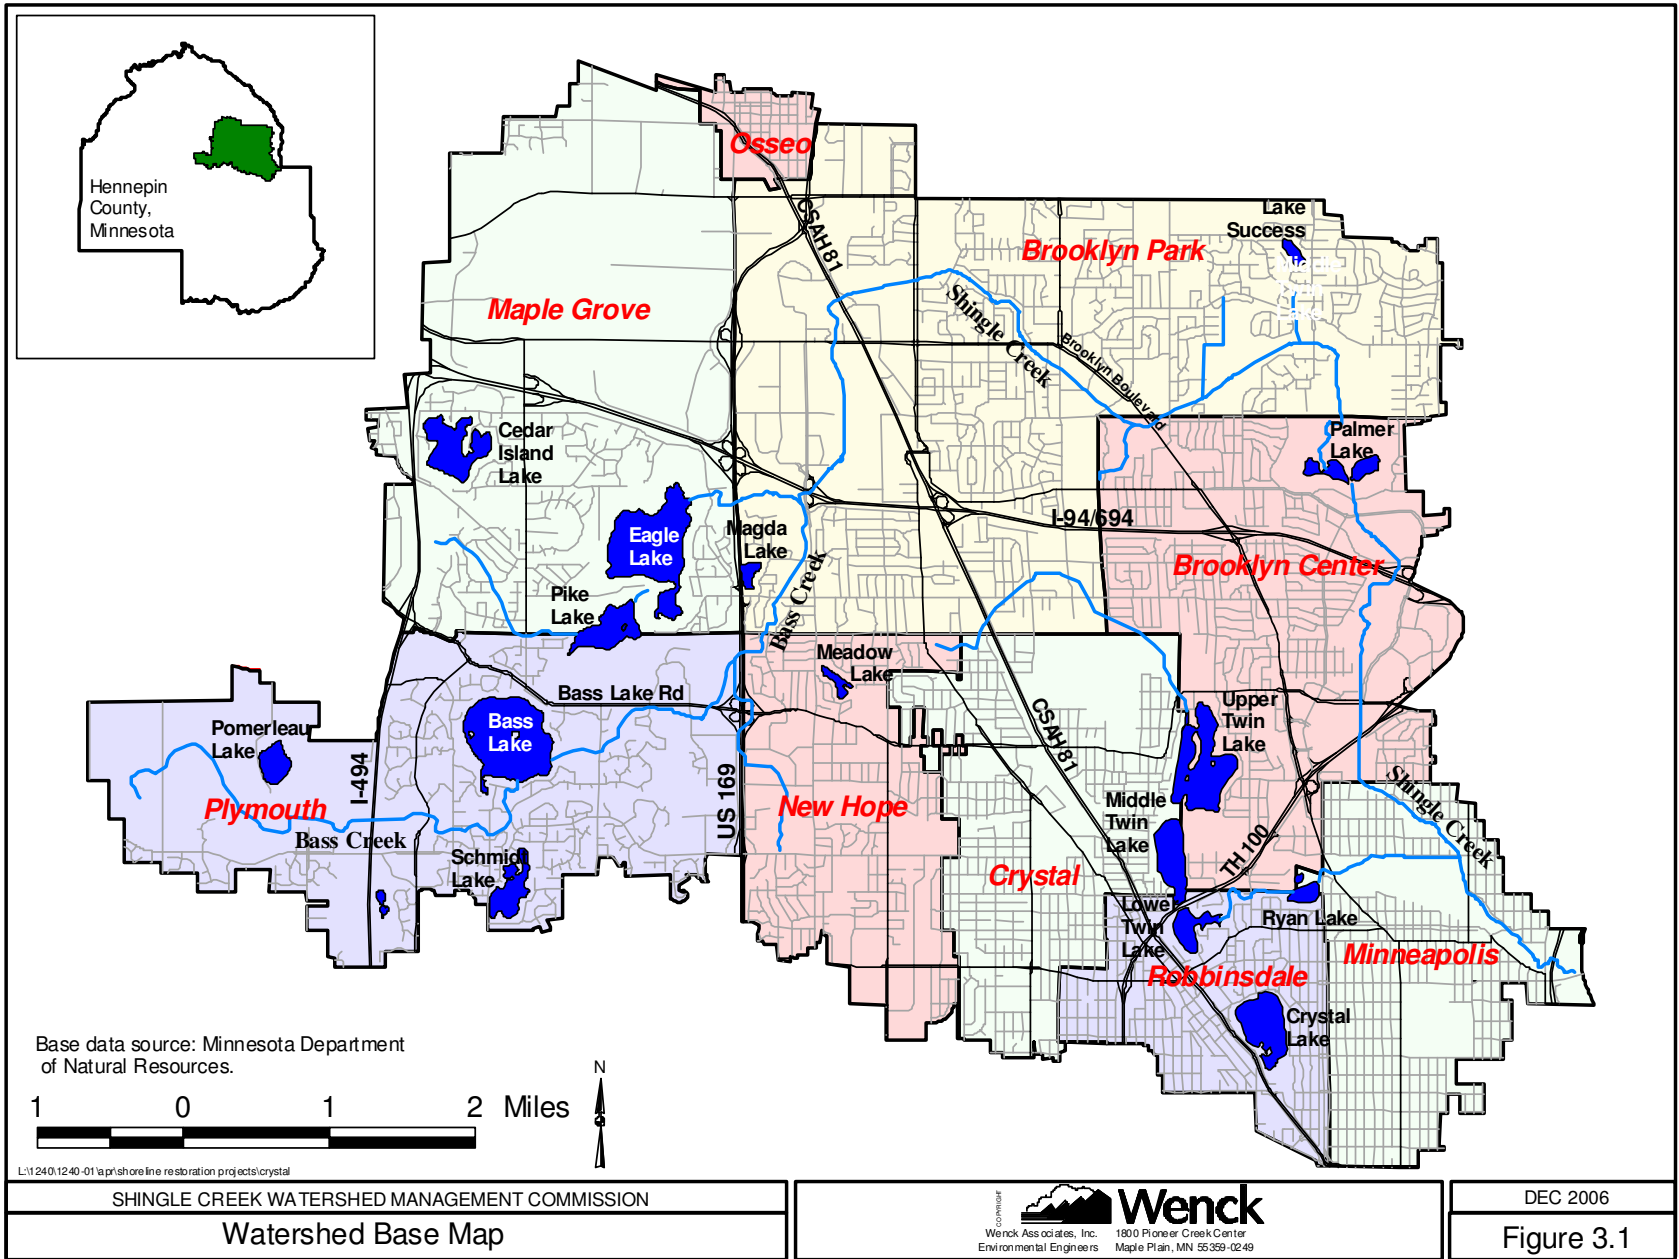 Hennepin
County,
Minnesota
Osseo
CSAH 81
Lake
Success
Brooklyn Park
Maple Grove
Shingle Creek
Brooklyn Boulevard
Cedar
Island
Lake
Palmer
Lake
I-94/694
Eagle
Lake
Magda
Lake
Brooklyn Center
Pike
Lake
Bass Creek
Meadow
Lake
Bass Lake Rd
Upper
Twin
Lake
Pomerleau
Lake
Bass
Lake
CSAH 81
I-494
US 169
Plymouth
New Hope
Middle
Twin
Lake
Shingle Creek
Bass Creek
TH 100
Schmidt
Lake
Crystal
Lower
Twin
Lake
Ryan Lake
Minneapolis
Robbinsdale
Crystal
Lake
Base data source: Minnesota Department
of Natural Resources.
N
1 0 1 2 Miles
L:\1240\1240-01\apr\shoreline restoration projects\crystal
SHINGLE CREEK WATERSHED MANAGEMENT COMMISSION
Watershed Base Map
COPYRIGHT
Wenck
Wenck Associates, Inc. 1800 Pioneer Creek Center
Environmental Engineers Maple Plain, MN 55359-0249
DEC 2006
Figure 3.1